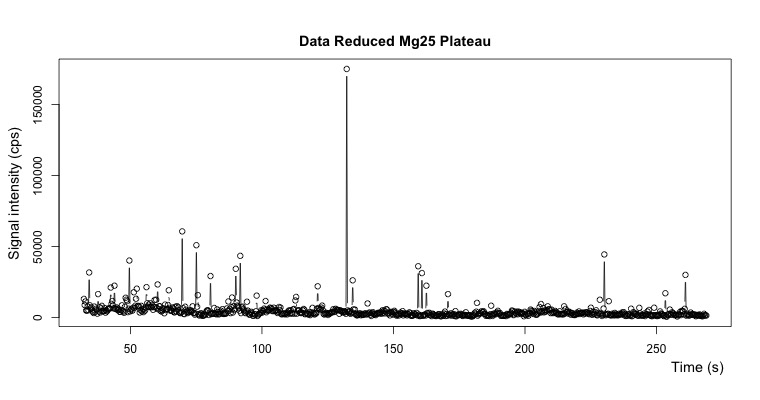 Data Reduced Mg25 Plateau
Signal intensity (cps)
150000
100000
50000
0
50 100 150 200 250
Time (s)